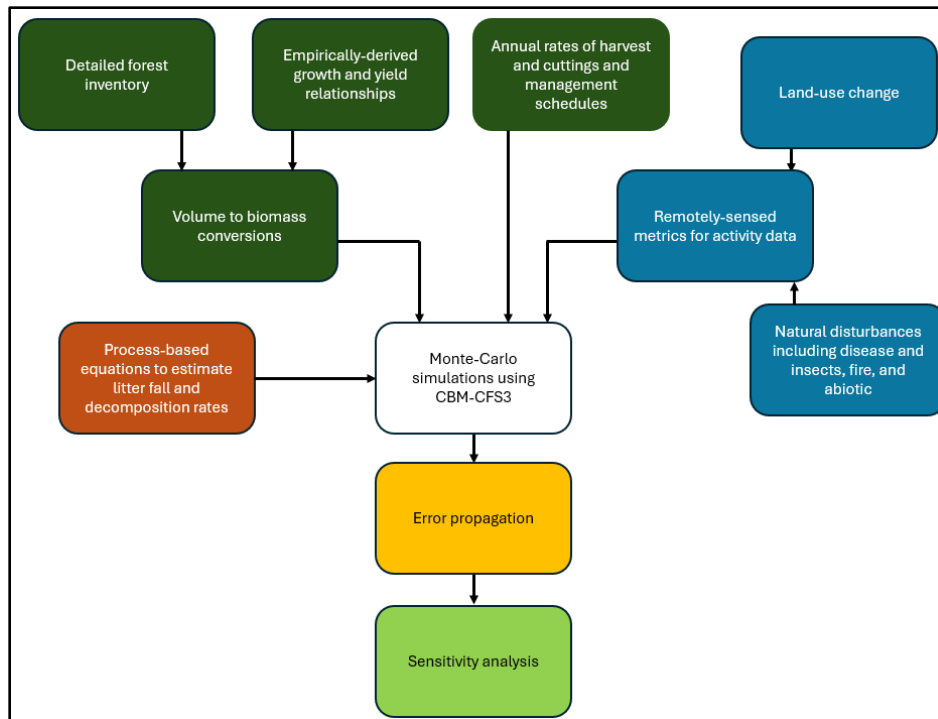 Detailed forest
inventory
Empirically-derived
growth and yield
relationships
Annual rates of harvest
and cuttings and
management
schedules
Land-use change
Volume to biomass
conversions
Remotely-sensed
metrics for activity data
Process-based
equations to estimate
litter fall and
decomposition rates
Monte-Carlo
simulations using
CBM-CFS3
Natural disturbances
including disease and
insects, fire, and
abiotic
Error propagation
Sensitivity analysis